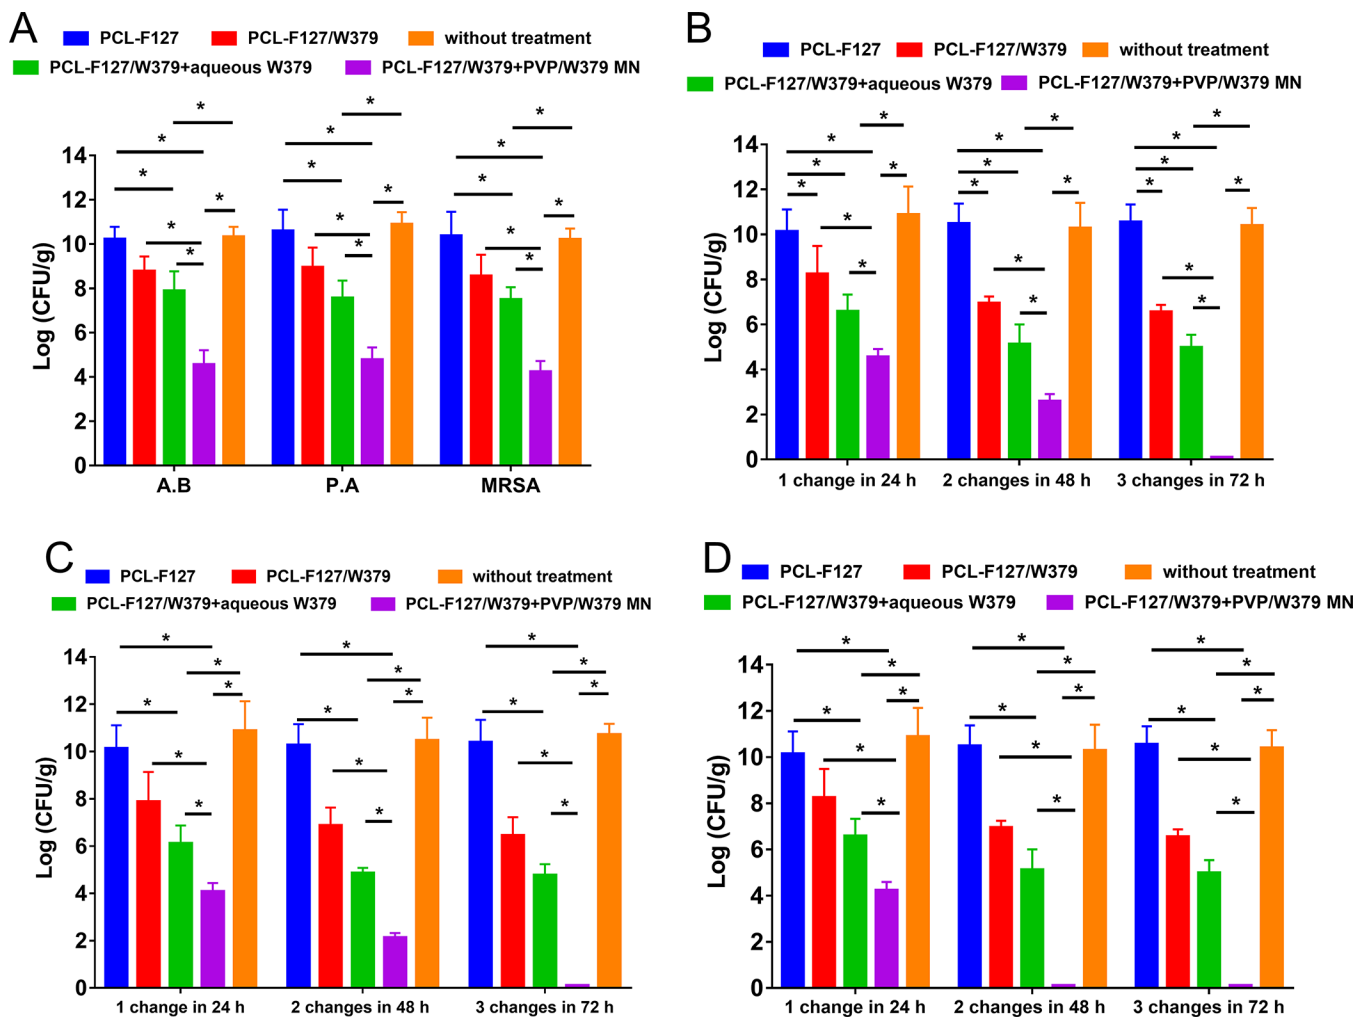 A
PCL-F127 PCL-F127/W379 without treatment
PCL-F127/W379+aqueous W379 PCL-F127/W379+PVP/W379 MN
* * * * * * * * * * * * * * * * * *
Log (CFU/g)
14
12
10
8
6
4
2
0
A.B P.A MRSA
B
PCL-F127 PCL-F127/W379 without treatment
PCL-F127/W379+aqueous W379 PCL-F127/W379+PVP/W379 MN
* * * * * * * * * * * * * * * * * * * * *
Log (CFU/g)
14
12
10
8
6
4
2
0
1 change in 24 h 2 changes in 48 h 3 changes in 72 h
C
PCL-F127 PCL-F127/W379 without treatment
PCL-F127/W379+aqueous W379 PCL-F127/W379+PVP/W379 MN
* * * * * * * * * * * * * * * * * *
Log (CFU/g)
14
12
10
8
6
4
2
0
1 change in 24 h 2 changes in 48 h 3 changes in 72 h
D
PCL-F127 PCL-F127/W379 without treatment
PCL-F127/W379+aqueous W379 PCL-F127/W379+PVP/W379 MN
* * * * * * * * * * * * * * * * * *
Log (CFU/g)
14
12
10
8
6
4
2
0
1 change in 24 h 2 changes in 48 h 3 changes in 72 h